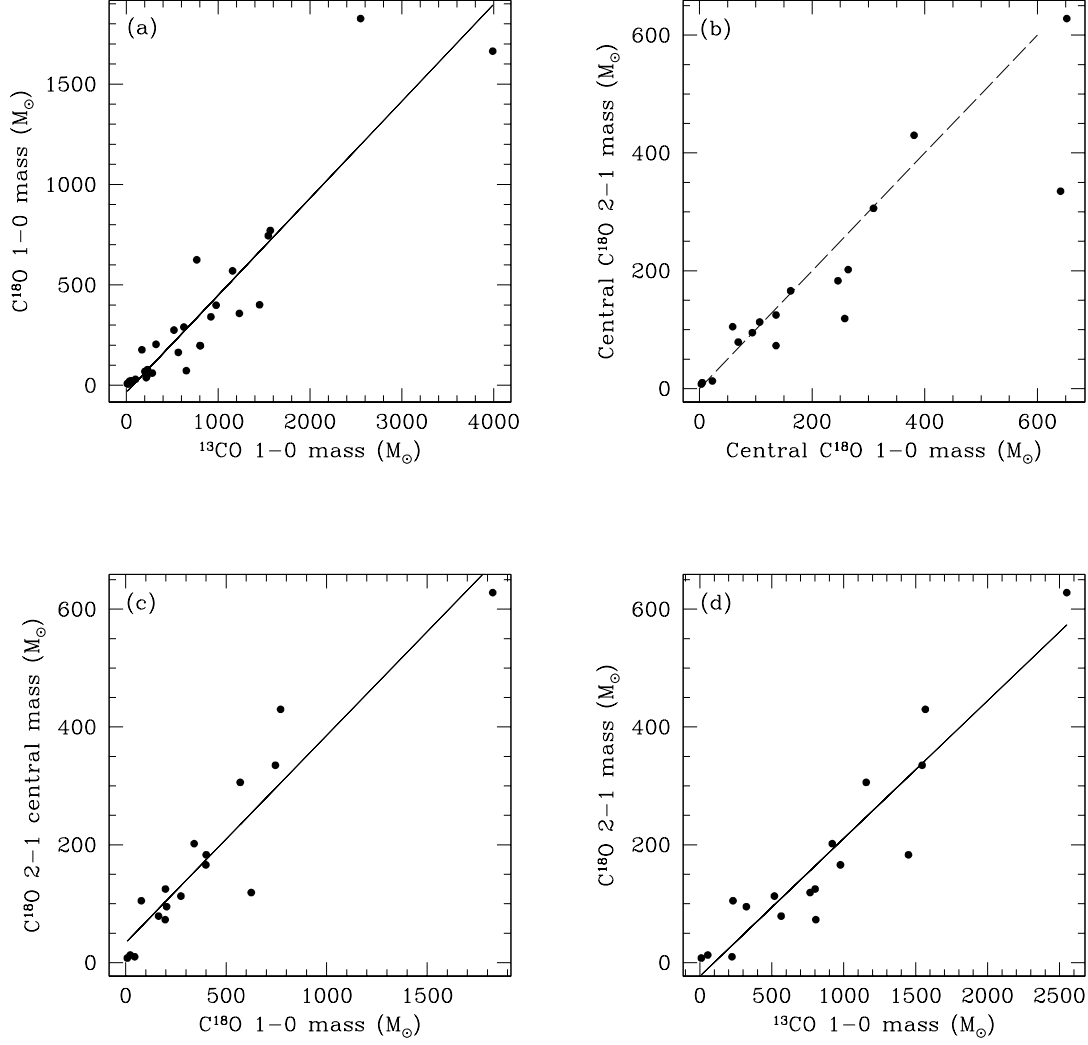 (a)
1500
1000
500
0
C¹⁸O 1−0 mass (M☉)
0 1000 2000 3000 4000
¹³CO 1−0 mass (M☉)
(b)
600
400
200
0
Central C¹⁸O 2−1 mass (M☉)
0 200 400 600
Central C¹⁸O 1−0 mass (M☉)
(c)
600
400
200
0
C¹⁸O 2−1 central mass (M☉)
0 500 1000 1500
C¹⁸O 1−0 mass (M☉)
(d)
600
400
200
0
C¹⁸O 2−1 mass (M☉)
0 500 1000 1500 2000 2500
¹³CO 1−0 mass (M☉)